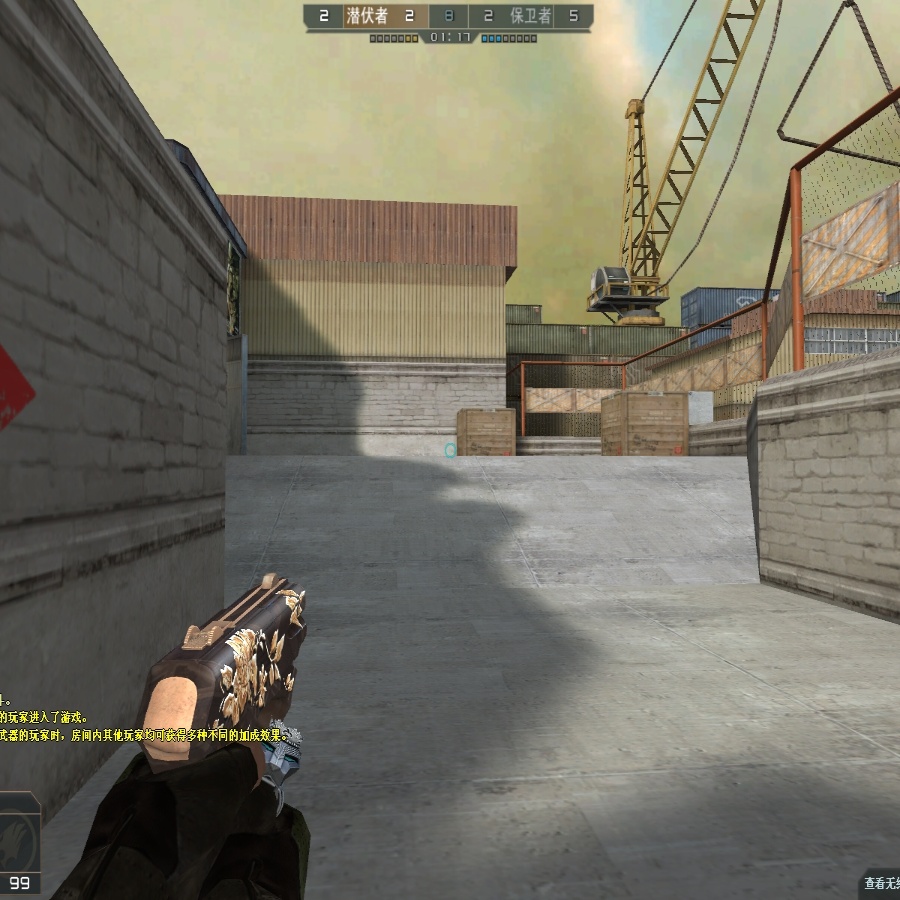 2 潜伏者 2 8 2 保卫者 5
01:17
斗。
的玩家进入了游戏。
武器的玩家时，房间内其他玩家均可获得多种不同的加成效果。
99
查看无